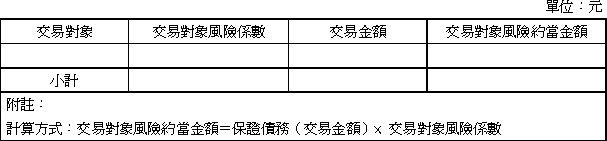 單位：元
交易對象 交易對象風險係數 交易金額 交易對象風險約當金額
小計
附註：
計算方式：交易對象風險約當金額＝保證債務（交易金額）× 交易對象風險係數